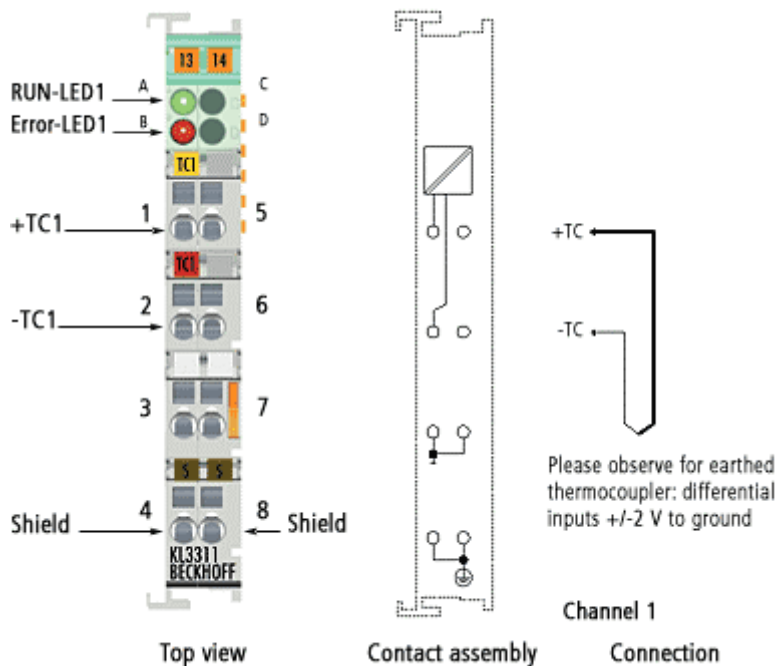 13 14
RUN-LED1 A C
Error-LED1 B D
TC1
+TC1 1 5
TC1
-TC1 2 6
3 7
S S
Shield 4 8 Shield
KL3311
BECKHOFF
Top view
Contact assembly
+TC
-TC
Please observe for earthed
thermocoupler: differential
inputs +/-2 V to ground
Channel 1
Connection